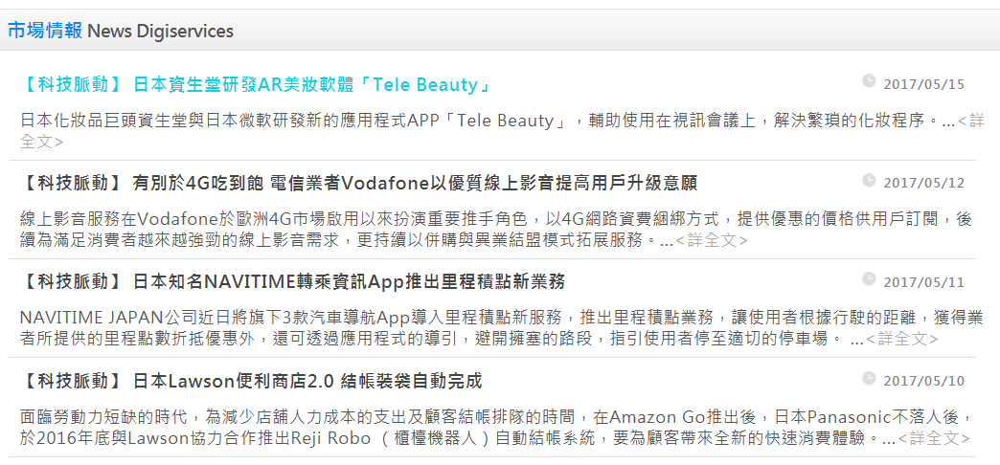 市場情報 News Digiservices
【科技脈動】 日本資生堂研發AR美妝軟體「Tele Beauty」 2017/05/15
日本化妝品巨頭資生堂與日本微軟研發新的應用程式APP「Tele Beauty」，輔助使用在視訊會議上，解決繁瑣的化妝程序。...<詳
全文>
【科技脈動】 有別於4G吃到飽 電信業者Vodafone以優質線上影音提高用戶升級意願 2017/05/12
線上影音服務在Vodafone於歐洲4G市場啟用以來扮演重要推手角色，以4G網路資費綑綁方式，提供優惠的價格供用戶訂閱，後
續為滿足消費者越來越強勁的線上影音需求，更持續以併購與異業結盟模式拓展服務。...<詳全文>
【科技脈動】 日本知名NAVITIME轉乘資訊App推出里程積點新業務 2017/05/11
NAVITIME JAPAN公司近日將旗下3款汽車導航App導入里程積點新服務，推出里程積點業務，讓使用者根據行駛的距離，獲得業
者所提供的里程點數折抵優惠外，還可透過應用程式的導引，避開擁塞的路段，指引使用者停至適切的停車場。 ...<詳全文>
【科技脈動】 日本Lawson便利商店2.0 結帳裝袋自動完成 2017/05/10
面臨勞動力短缺的時代，為減少店舖人力成本的支出及顧客結帳排隊的時間，在Amazon Go推出後，日本Panasonic不落人後，
於2016年底與Lawson協力合作推出Reji Robo （櫃檯機器人）自動結帳系統，要為顧客帶來全新的快速消費體驗。...<詳全文>